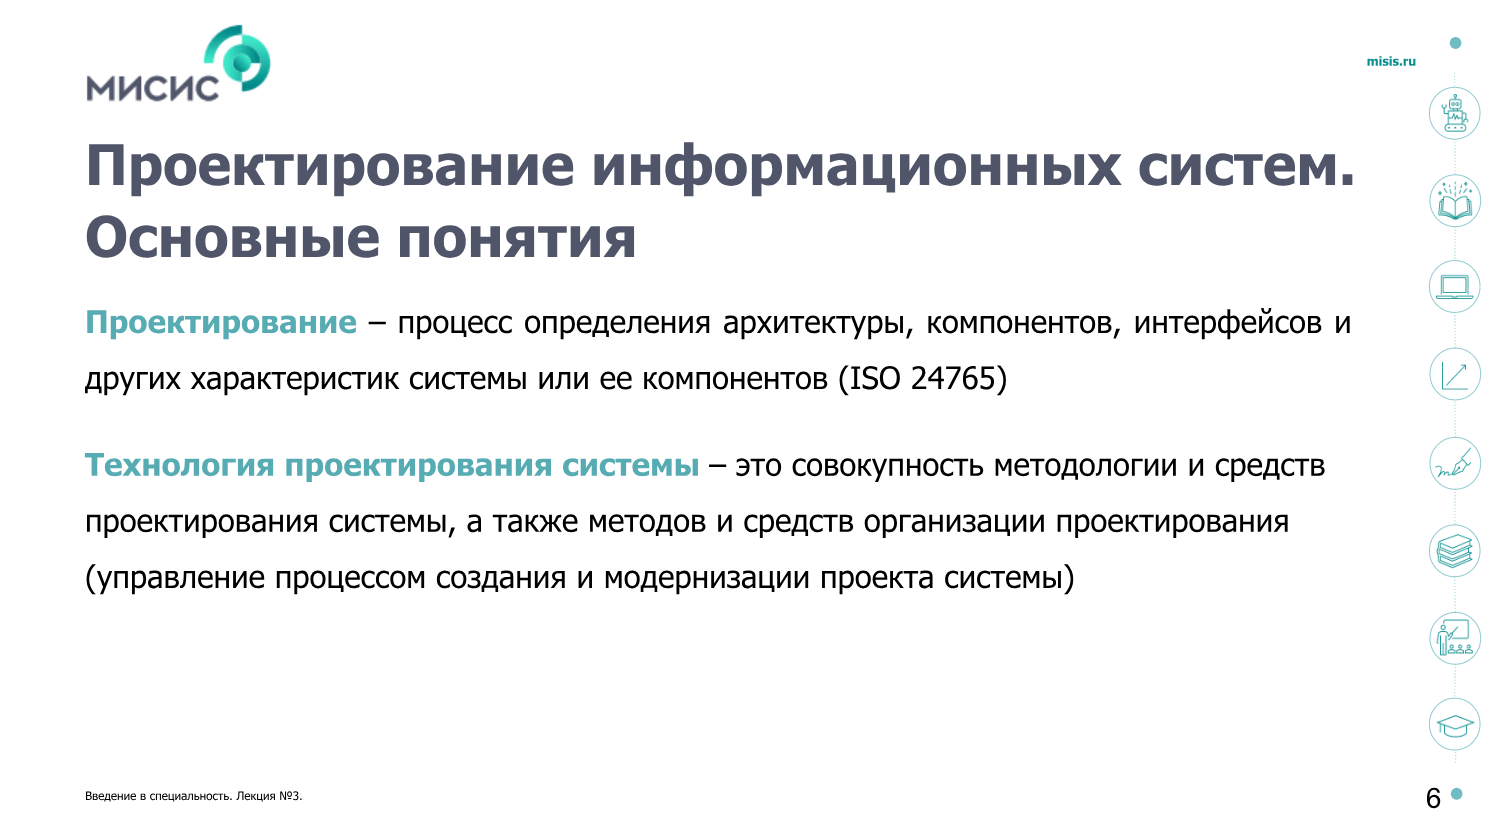 МИСИС
misis.ru
Проектирование информационных систем.
Основные понятия
Проектирование – процесс определения архитектуры, компонентов, интерфейсов и
других характеристик системы или ее компонентов (ISO 24765)
Технология проектирования системы – это совокупность методологии и средств
проектирования системы, а также методов и средств организации проектирования
(управление процессом создания и модернизации проекта системы)
Введение в специальность. Лекция №3.
6